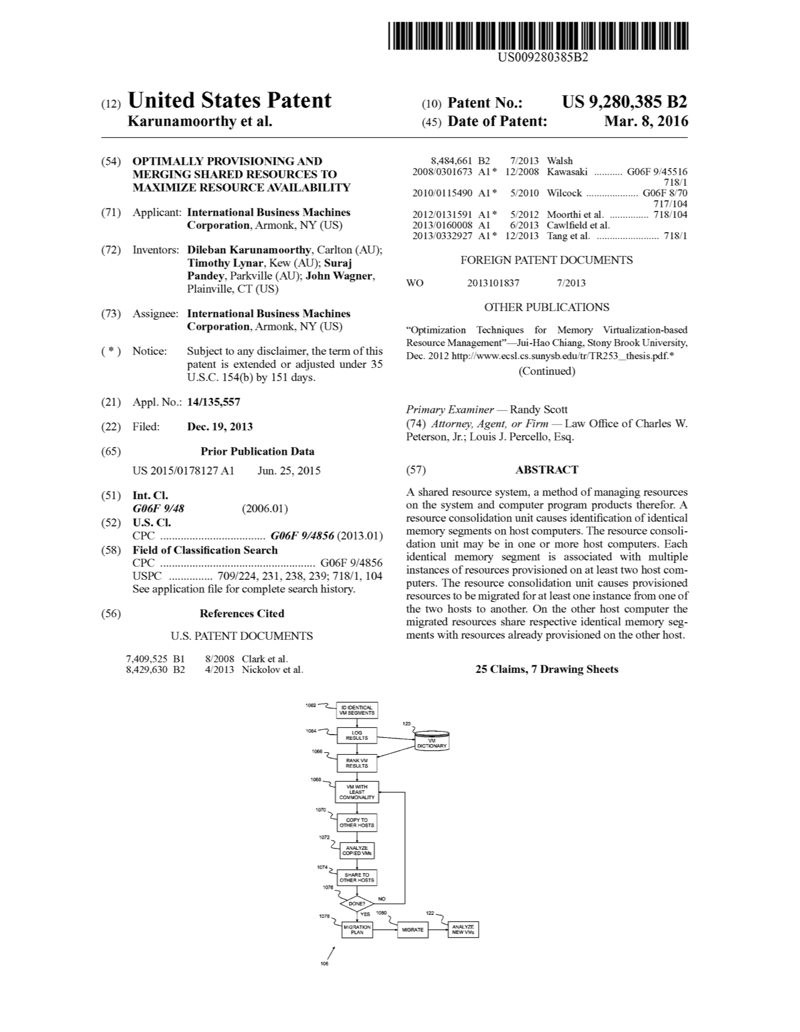 US009280385B2
(12) United States Patent
Karunamoorthy et al.
(10) Patent No.: US 9,280,385 B2
(45) Date of Patent: Mar. 8, 2016
(54) OPTIMALLY PROVISIONING AND
MERGING SHARED RESOURCES TO
MAXIMIZE RESOURCE AVAILABILITY
(71) Applicant: International Business Machines
Corporation, Armonk, NY (US)
(72) Inventors: Dileban Karunamoorthy, Carlton (AU);
Timothy Lynar, Kew (AU); Suraj
Pandey, Parkville (AU); John Wagner,
Plainville, CT (US)
(73) Assignee: International Business Machines
Corporation, Armonk, NY (US)
( * ) Notice: Subject to any disclaimer, the term of this
patent is extended or adjusted under 35
U.S.C. 154(b) by 151 days.
(21) Appl. No.: 14/135,557
(22) Filed: Dec. 19, 2013
(65) Prior Publication Data
US 2015/0178127 A1 Jun. 25, 2015
(51) Int. Cl.
G06F 9/48 (2006.01)
(52) U.S. Cl.
CPC .................................... G06F 9/4856 (2013.01)
(58) Field of Classification Search
CPC .................................................... G06F 9/4856
USPC .............. 709/224, 231, 238, 239; 718/1, 104
See application file for complete search history.
(56) References Cited
U.S. PATENT DOCUMENTS
7,409,525 B1 8/2008 Clark et al.
8,429,630 B2 4/2013 Nickolov et al.
8,484,661 B2 7/2013 Walsh
2008/0301673 A1* 12/2008 Kawasaki ........... G06F 9/45516
718/1
2010/0115490 A1* 5/2010 Wilcock .................... G06F 8/70
717/104
2012/0131591 A1* 5/2012 Moorthi et al. ............... 718/104
2013/0160008 A1 6/2013 Cawlfield et al.
2013/0332927 A1* 12/2013 Tang et al. ........................ 718/1
FOREIGN PATENT DOCUMENTS
WO 2013101837 7/2013
OTHER PUBLICATIONS
“Optimization Techniques for Memory Virtualization-based
Resource Management”—Jui-Hao Chiang, Stony Brook University,
Dec. 2012 http://www.ecsl.cs.sunysb.edu/tr/TR253_thesis.pdf.*
(Continued)
Primary Examiner — Randy Scott
(74) Attorney, Agent, or Firm — Law Office of Charles W.
Peterson, Jr.; Louis J. Percello, Esq.
(57) ABSTRACT
A shared resource system, a method of managing resources
on the system and computer program products therefor. A
resource consolidation unit causes identification of identical
memory segments on host computers. The resource consoli-
dation unit may be in one or more host computers. Each
identical memory segment is associated with multiple
instances of resources provisioned on at least two host com-
puters. The resource consolidation unit causes provisioned
resources to be migrated for at least one instance from one of
the two hosts to another. On the other host computer the
migrated resources share respective identical memory seg-
ments with resources already provisioned on the other host.
25 Claims, 7 Drawing Sheets
1062
ID IDENTICAL
VM SEGMENTS
1064
LOG
RESULTS
123
VM
DICTIONARY
1066
RANK VM
RESULTS
1068
VM WITH
LEAST
COMMONALITY
1070
COPY TO
OTHER HOSTS
1072
ANALYZE
COPIED VMs
1074
SHARE TO
OTHER HOSTS
1076
DONE?
NO
YES
1078
MIGRATION
PLAN
1080
MIGRATE
122
ANALYZE
NEW VMs
106